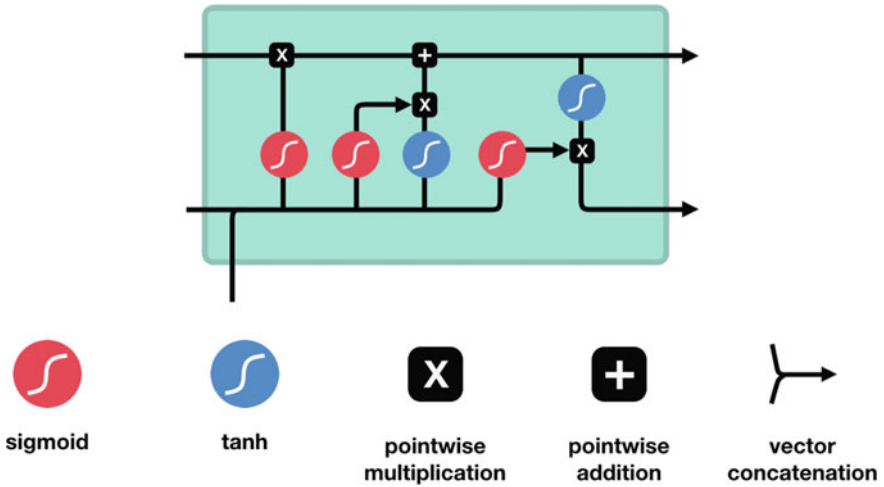 X
+
X
X
X
+
sigmoid
tanh
pointwise
multiplication
pointwise
addition
vector
concatenation